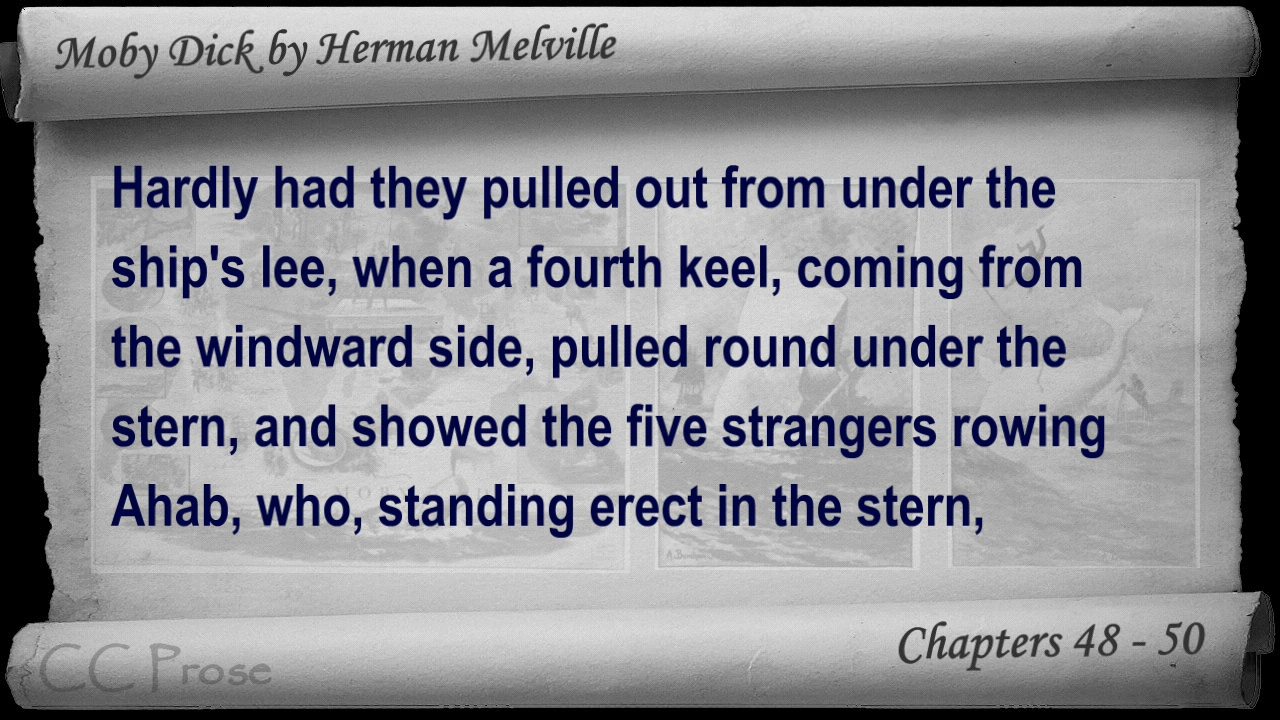 Moby Dick by Herman Melville
Hardly had they pulled out from under the
ship's lee, when a fourth keel, coming from
the windward side, pulled round under the
stern, and showed the five strangers rowing
Ahab, who, standing erect in the stern,
Chapters 48 - 50
CC Prose